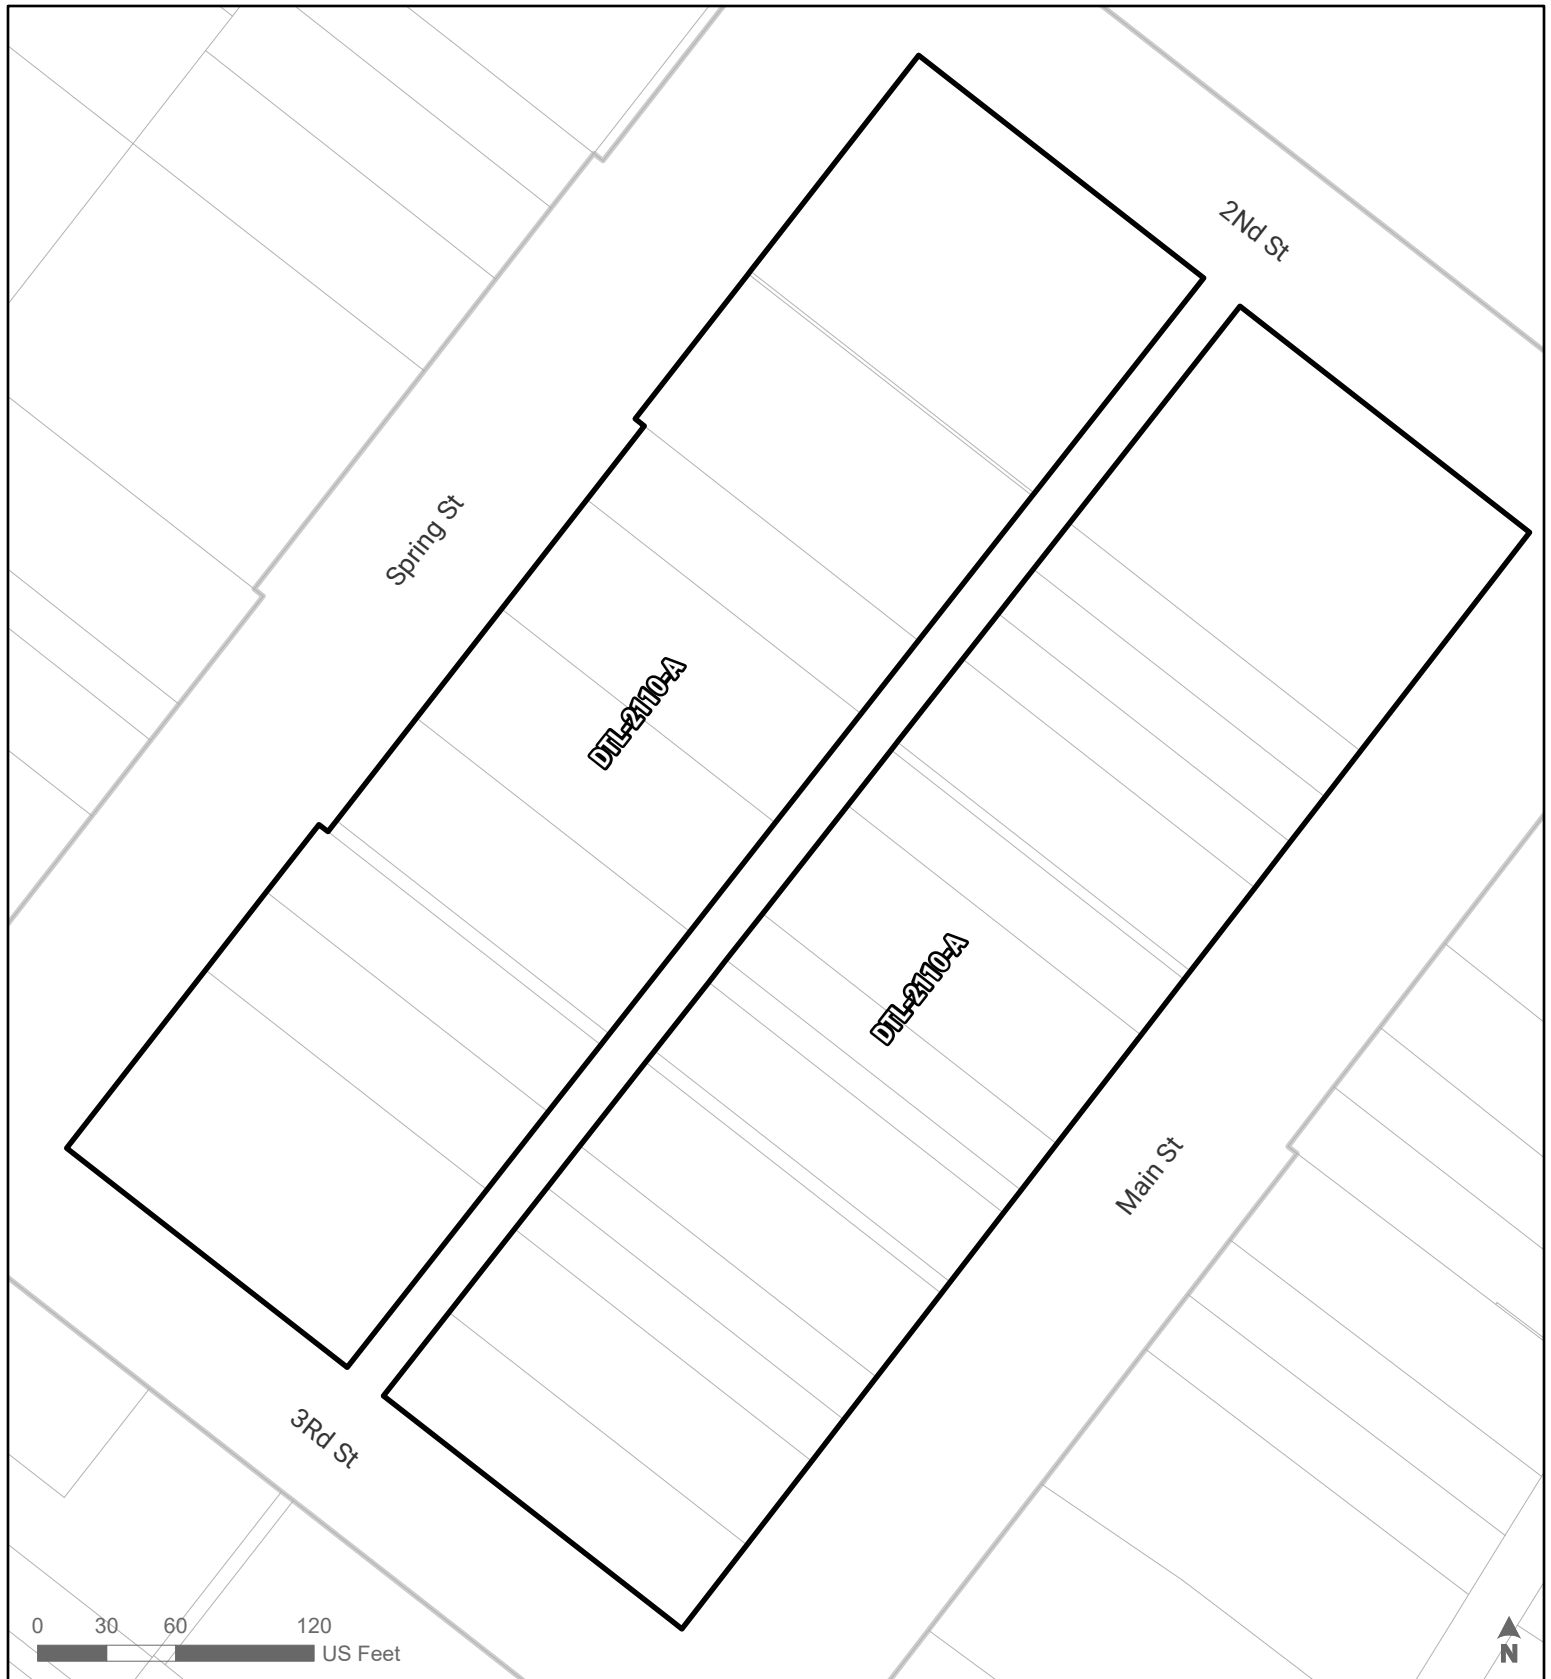 2Nd St
Spring St
DTL-2110-A
DTL-2110-A
Main St
3Rd St
0 30 60 120
US Feet
N